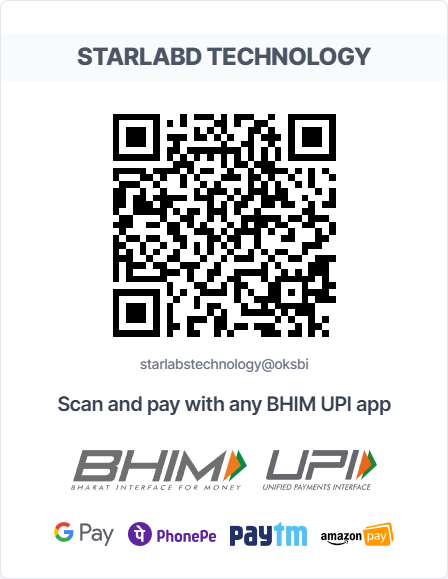 STARLABD TECHNOLOGY
starlabstechnology@oksbi
Scan and pay with any BHIM UPI app
BHIM UPI
BHARAT INTERFACE FOR MONEY UNIFIED PAYMENTS INTERFACE
G Pay PhonePe Paytm amazon pay